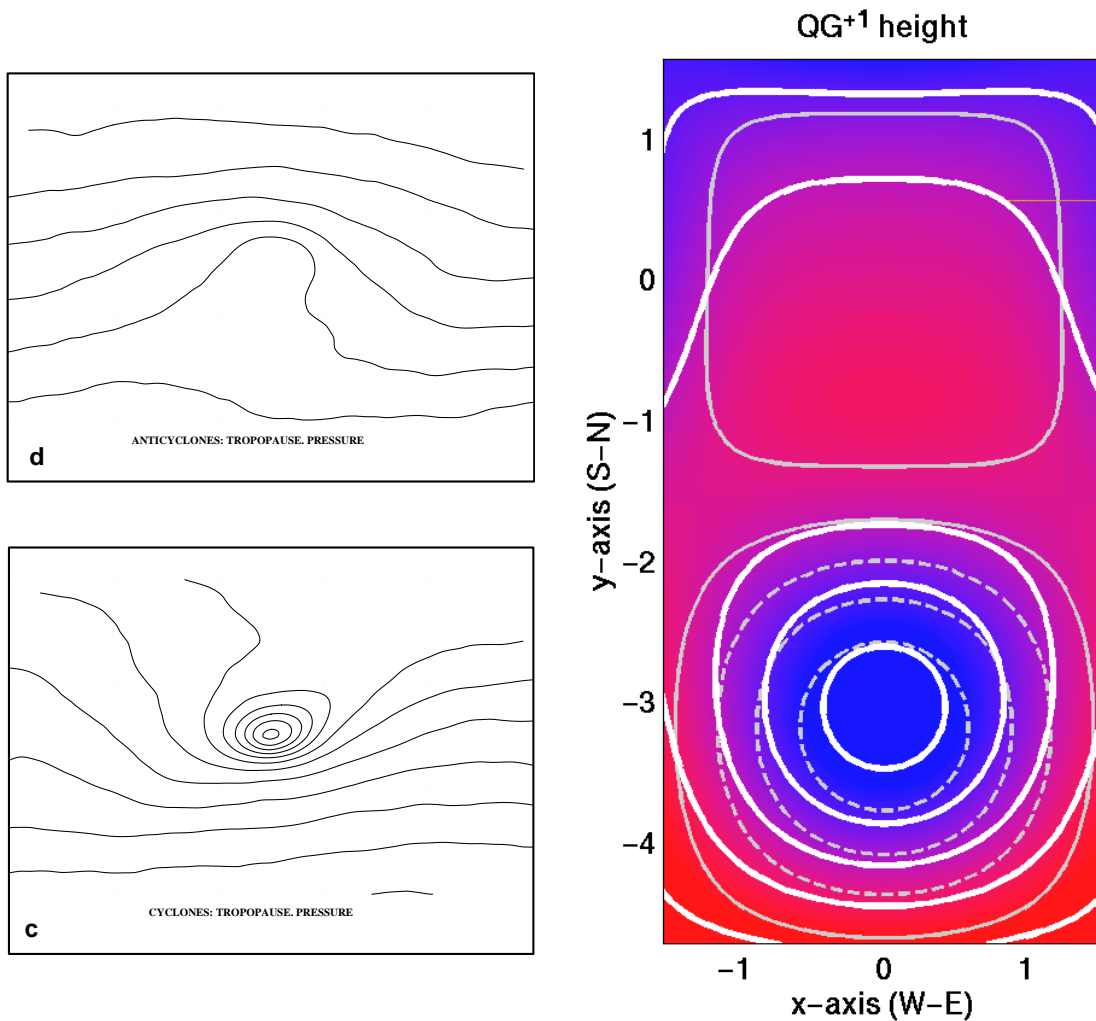 ANTICYCLONES: TROPOPAUSE. PRESSURE
d
CYCLONES: TROPOPAUSE. PRESSURE
c
QG+1 height
1
0
−1
−2
−3
−4
y−axis (S−N)
−1 0 1
x−axis (W−E)